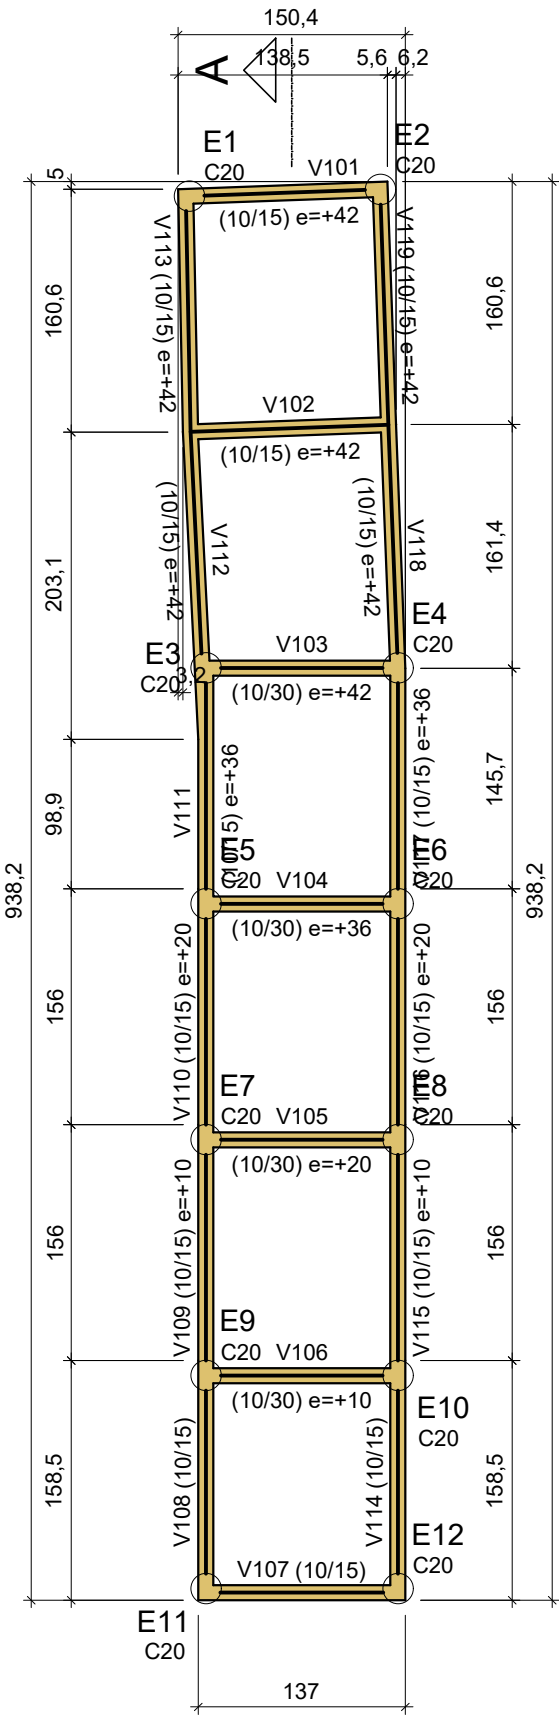 150,4
138,5
5,6
6,2
A
E1
C20
E2
C20
V101
5
(10/15) e=+42
V113 (10/15) e=+42
V119 (10/15) e=+42
160,6
160,6
V102
(10/15) e=+42
(10/15) e=+42
V112
(10/15) e=+42
V118
203,1
161,4
E3
C20
3,2
V103
E4
C20
(10/30) e=+42
V111
(10/15) e=+36
V117 (10/15) e=+36
98,9
145,7
E5
C20
V104
E6
C20
(10/30) e=+36
938,2
938,2
V110 (10/15) e=+20
V116 (10/15) e=+20
156
156
E7
C20
V105
E8
C20
(10/30) e=+20
V109 (10/15) e=+10
V115 (10/15) e=+10
156
156
E9
C20
V106
(10/30) e=+10
E10
C20
V108 (10/15)
V114 (10/15)
158,5
158,5
V107 (10/15)
E12
C20
E11
C20
137